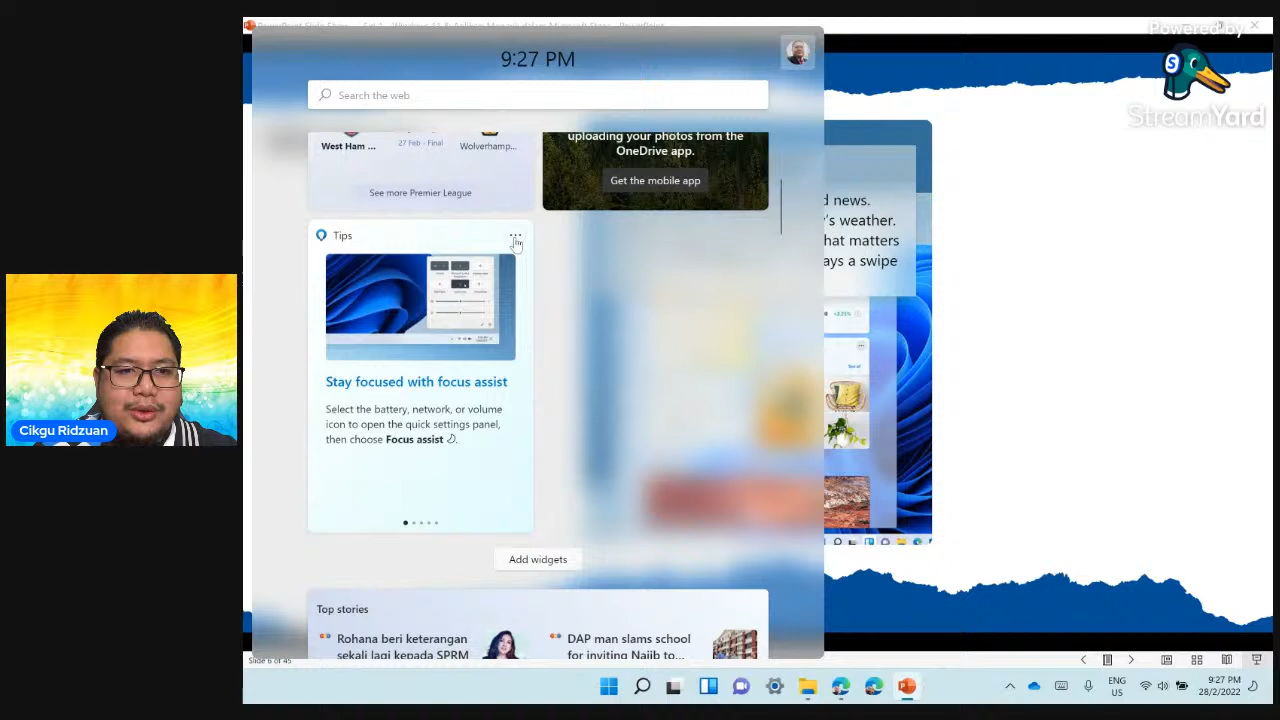 Powered by
StreamYard
9:27 PM
Search the web
West Ham ...
27 Feb - Final
Wolverhamp...
See more Premier League
uploading your photos from the
OneDrive app.
Get the mobile app
Tips
Stay focused with focus assist
Select the battery, network, or volume
icon to open the quick settings panel,
then choose Focus assist
Add widgets
Top stories
Rohana beri keterangan
sekali lagi kepada SPRM
DAP man slams school
for inviting Najib to...
d news.
's weather.
hat matters
ays a swipe
Cikgu Ridzuan
Slide 6 of 45
ENG
US
9:27 PM
28/2/2022